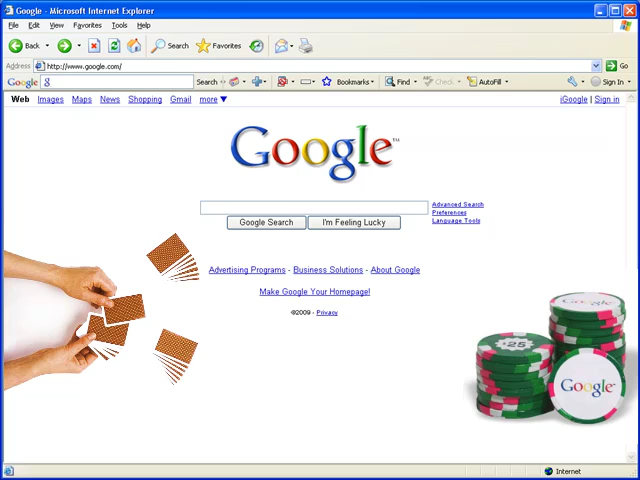 Google - Microsoft Internet Explorer
File Edit View Favorites Tools Help
Back Search Favorites
Address http://www.google.com/ Go
Google g Search Bookmarks Find Check AutoFill Sign In
Web Images Maps News Shopping Gmail more ▼ iGoogle | Sign in
Google™
Advanced Search
Preferences
Language Tools
Google Search I'm Feeling Lucky
Advertising Programs - Business Solutions - About Google
Make Google Your Homepage!
©2009 - Privacy
Google
$25
Google
Internet